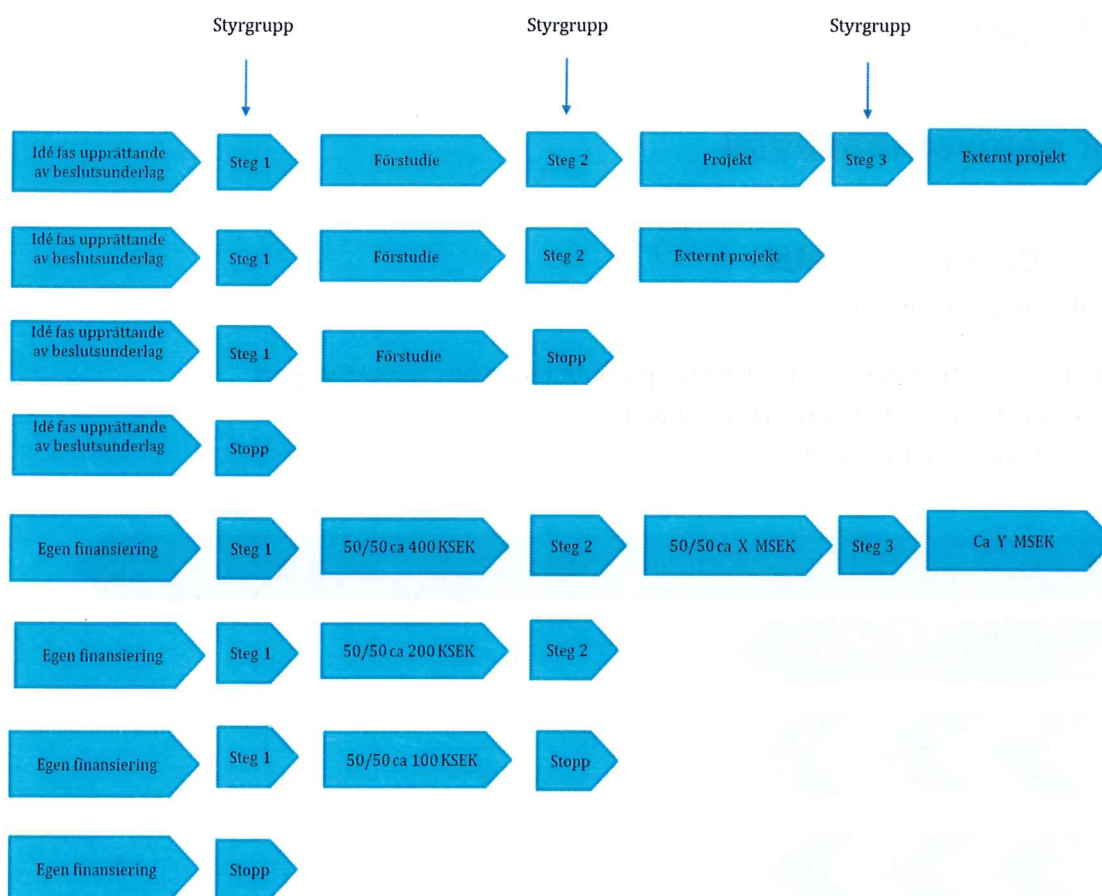 Styrgrupp Styrgrupp Styrgrupp
Idé fas upprättande
av beslutsunderlag
Steg 1
Förstudie
Steg 2
Projekt
Steg 3
Externt projekt
Idé fas upprättande
av beslutsunderlag
Steg 1
Förstudie
Steg 2
Externt projekt
Idé fas upprättande
av beslutsunderlag
Steg 1
Förstudie
Stopp
Idé fas upprättande
av beslutsunderlag
Stopp
Egen finansiering
Steg 1
50/50 ca 400 KSEK
Steg 2
50/50 ca X MSEK
Steg 3
Ca Y MSEK
Egen finansiering
Steg 1
50/50 ca 200 KSEK
Steg 2
Egen finansiering
Steg 1
50/50 ca 100 KSEK
Stopp
Egen finansiering
Stopp